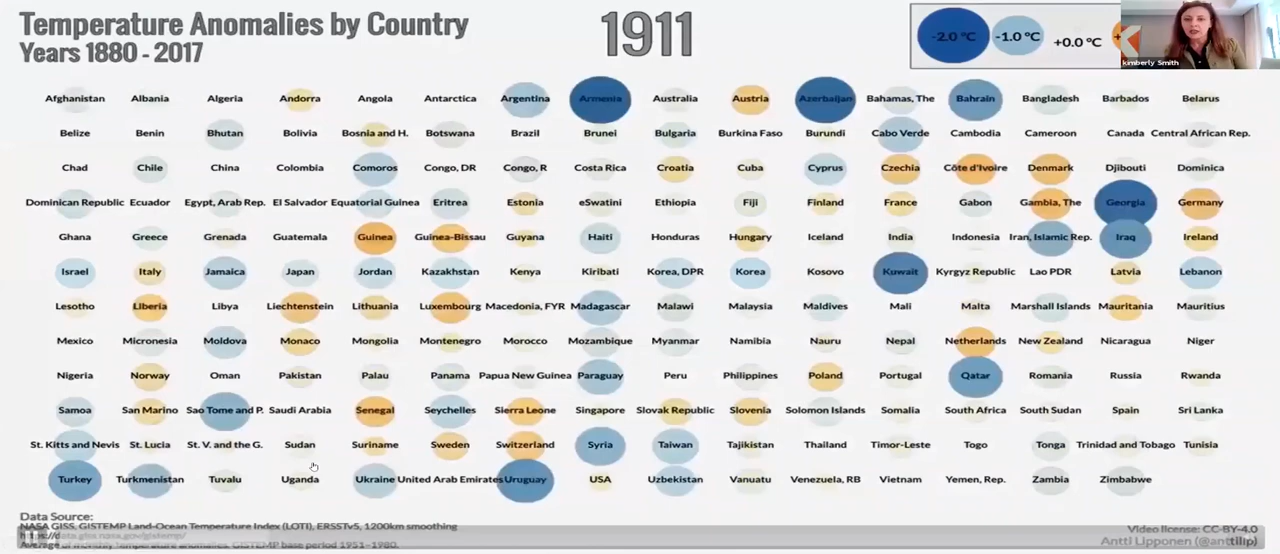 Temperature Anomalies by Country
Years 1880 - 2017
1911
-2.0 °C -1.0 °C +0.0 °C
kimberly Smith
Afghanistan Albania Algeria Andorra Angola Antarctica Argentina Armenia Australia Austria Azerbaijan Bahamas, The Bahrain Bangladesh Barbados Belarus
Belize Benin Bhutan Bolivia Bosnia and H. Botswana Brazil Brunei Bulgaria Burkina Faso Burundi Cabo Verde Cambodia Cameroon Canada Central African Rep.
Chad Chile China Colombia Comoros Congo, DR Congo, R Costa Rica Croatia Cuba Cyprus Czechia Côte d'Ivoire Denmark Djibouti Dominica
Dominican Republic Ecuador Egypt, Arab Rep. El Salvador Equatorial Guinea Eritrea Estonia eSwatini Ethiopia Fiji Finland France Gabon Gambia, The Georgia Germany
Ghana Greece Grenada Guatemala Guinea Guinea-Bissau Guyana Haiti Honduras Hungary Iceland India Indonesia Iran, Islamic Rep. Iraq Ireland
Israel Italy Jamaica Japan Jordan Kazakhstan Kenya Kiribati Korea, DPR Korea Kosovo Kuwait Kyrgyz Republic Lao PDR Latvia Lebanon
Lesotho Liberia Libya Liechtenstein Lithuania Luxembourg Macedonia, FYR Madagascar Malawi Malaysia Maldives Mali Malta Marshall Islands Mauritania Mauritius
Mexico Micronesia Moldova Monaco Mongolia Montenegro Morocco Mozambique Myanmar Namibia Nauru Nepal Netherlands New Zealand Nicaragua Niger
Nigeria Norway Oman Pakistan Palau Panama Papua New Guinea Paraguay Peru Philippines Poland Portugal Qatar Romania Russia Rwanda
Samoa San Marino Sao Tome and P. Saudi Arabia Senegal Seychelles Sierra Leone Singapore Slovak Republic Slovenia Solomon Islands Somalia South Africa South Sudan Spain Sri Lanka
St. Kitts and Nevis St. Lucia St. V. and the G. Sudan Suriname Sweden Switzerland Syria Taiwan Tajikistan Thailand Timor-Leste Togo Tonga Trinidad and Tobago Tunisia
Turkey Turkmenistan Tuvalu Uganda Ukraine United Arab Emirates Uruguay USA Uzbekistan Vanuatu Venezuela, RB Vietnam Yemen, Rep. Zambia Zimbabwe
Data Source:
NASA GISS, GISTEMP Land-Ocean Temperature Index (LOTI), ERSSTv5, 1200km smoothing
https://data.giss.nasa.gov/gistemp/
Average of monthly temperature anomalies. GISTEMP base period 1951-1980.
Video license: CC-BY-4.0
Antti Lipponen (@anttilip)